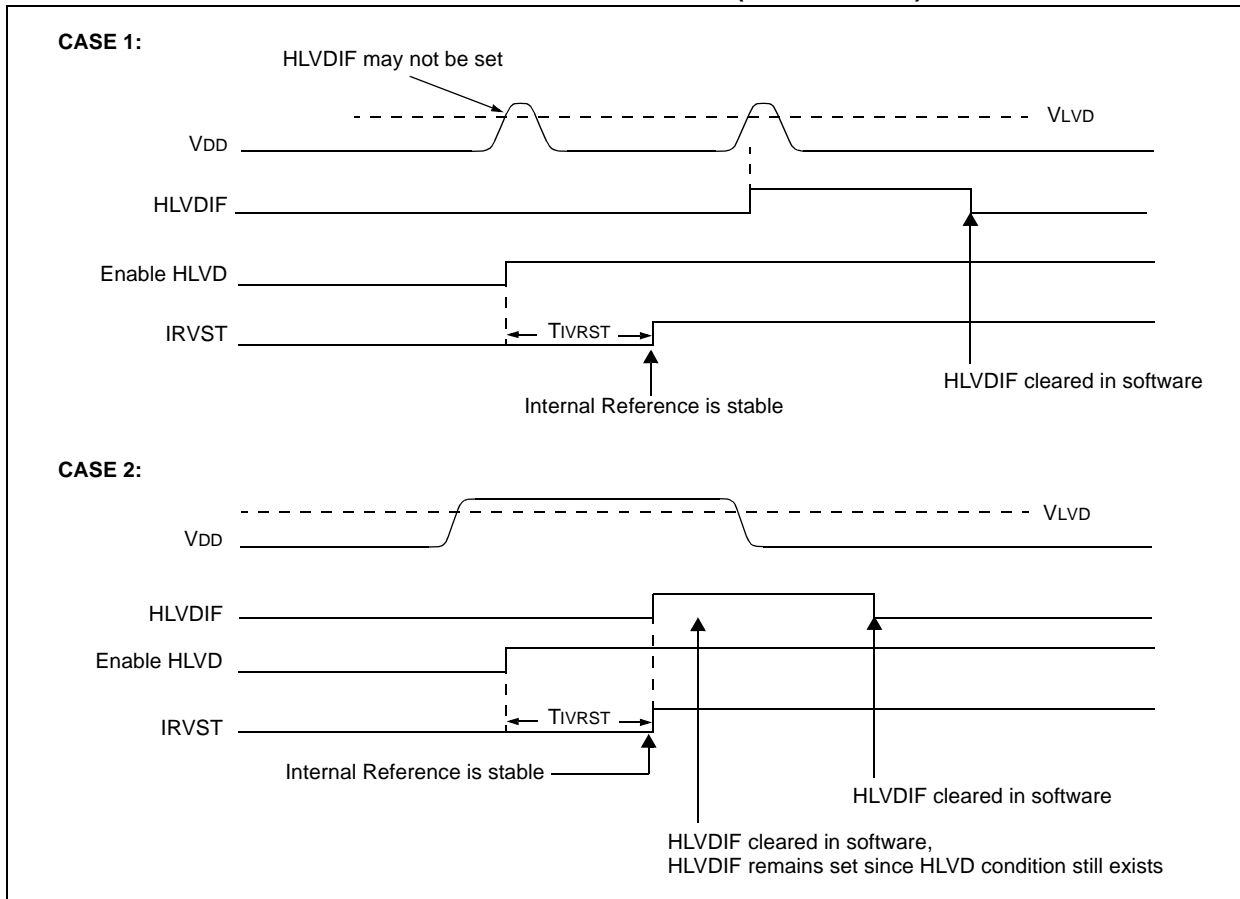 CASE 1:
HLVDIF may not be set
VLVD
VDD
HLVDIF
Enable HLVD
TIVRST
IRVST
HLVDIF cleared in software
Internal Reference is stable
CASE 2:
VLVD
VDD
HLVDIF
Enable HLVD
TIVRST
IRVST
Internal Reference is stable
HLVDIF cleared in software
HLVDIF cleared in software,
HLVDIF remains set since HLVD condition still exists